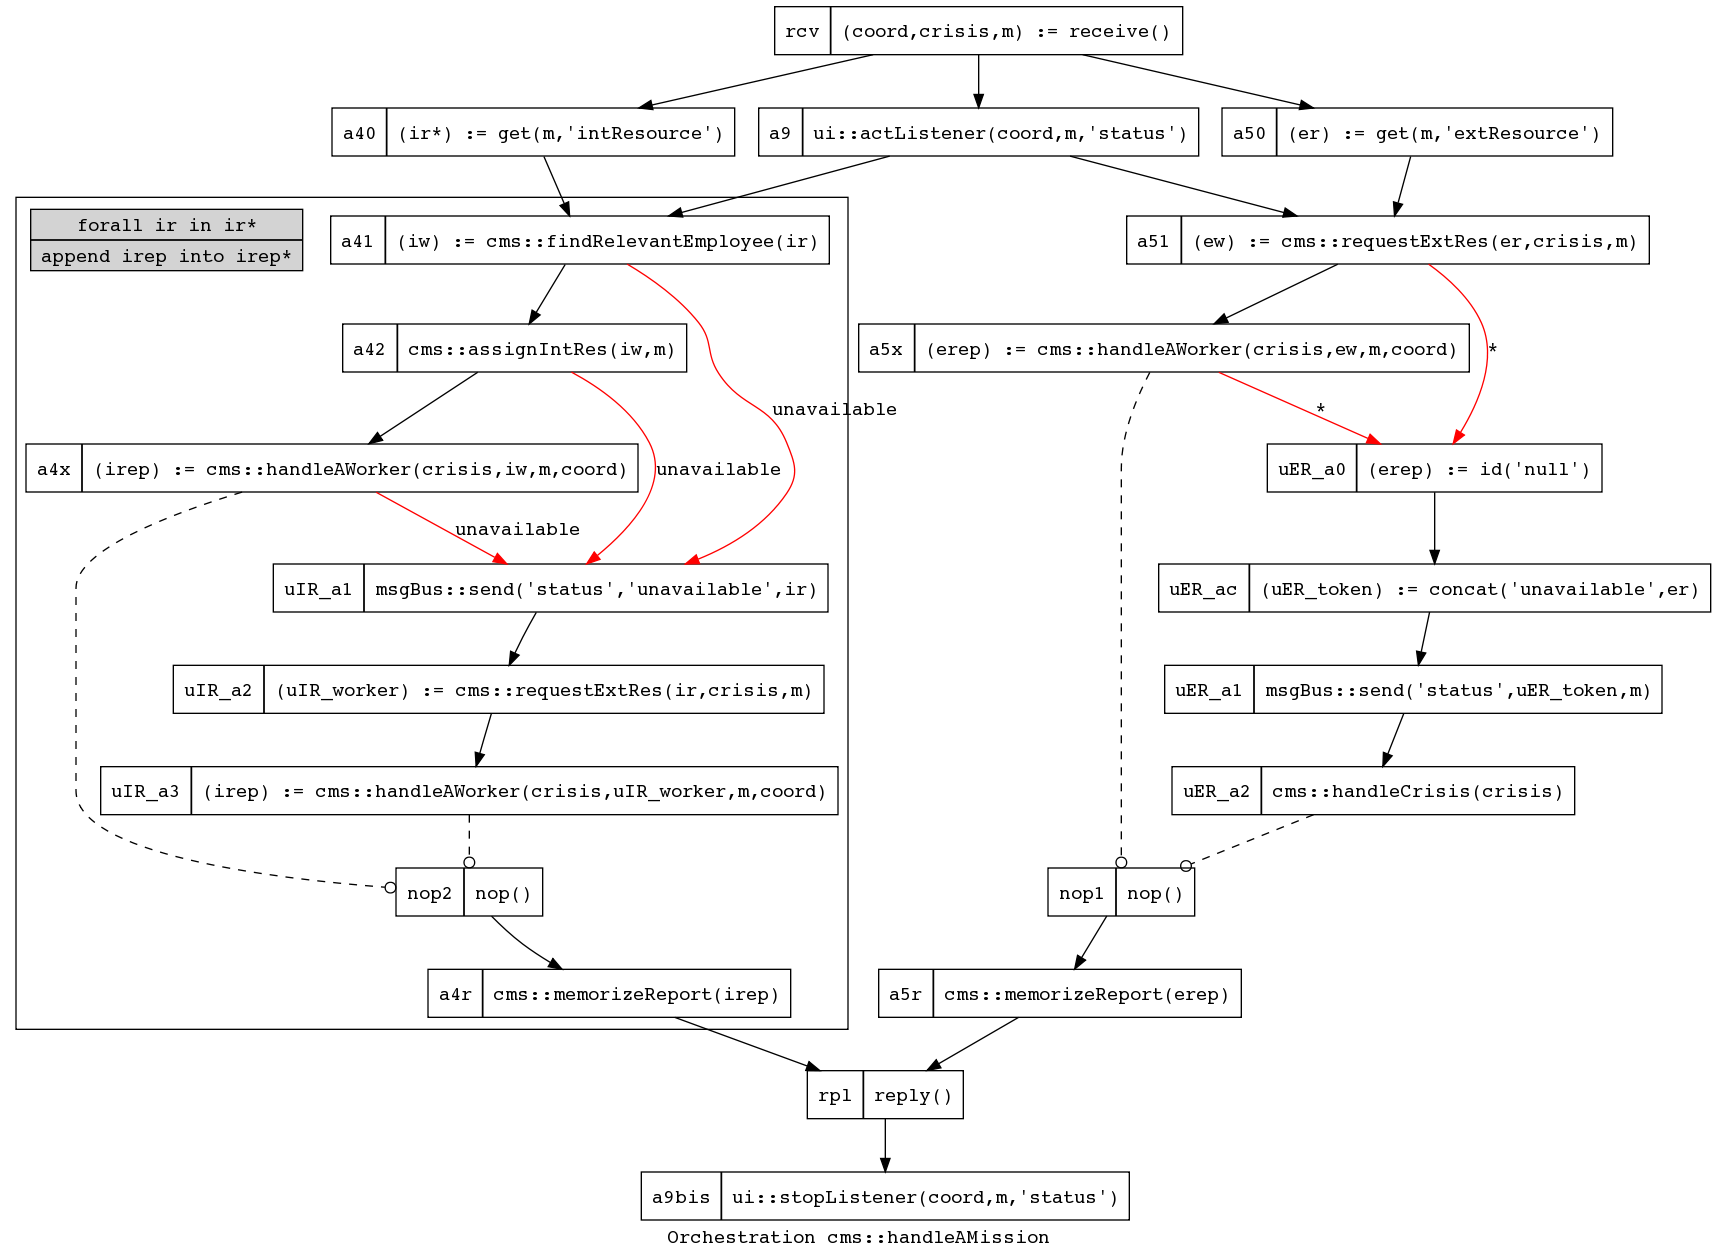 rcv (coord,crisis,m) := receive()
a40 (ir*) := get(m,'intResource')
a9 ui::actListener(coord,m,'status')
a50 (er) := get(m,'extResource')
forall ir in ir*
append irep into irep*
a41 (iw) := cms::findRelevantEmployee(ir)
a51 (ew) := cms::requestExtRes(er,crisis,m)
a42 cms::assignIntRes(iw,m)
a5x (erep) := cms::handleAWorker(crisis,ew,m,coord)
*
unavailable
*
a4x (irep) := cms::handleAWorker(crisis,iw,m,coord)
unavailable
uER_a0 (erep) := id('null')
unavailable
uIR_a1 msgBus::send('status','unavailable',ir)
uER_ac (uER_token) := concat('unavailable',er)
uIR_a2 (uIR_worker) := cms::requestExtRes(ir,crisis,m)
uER_a1 msgBus::send('status',uER_token,m)
uIR_a3 (irep) := cms::handleAWorker(crisis,uIR_worker,m,coord)
uER_a2 cms::handleCrisis(crisis)
nop2 nop()
nop1 nop()
a4r cms::memorizeReport(irep)
a5r cms::memorizeReport(erep)
rpl reply()
a9bis ui::stopListener(coord,m,'status')
Orchestration cms::handleAMission